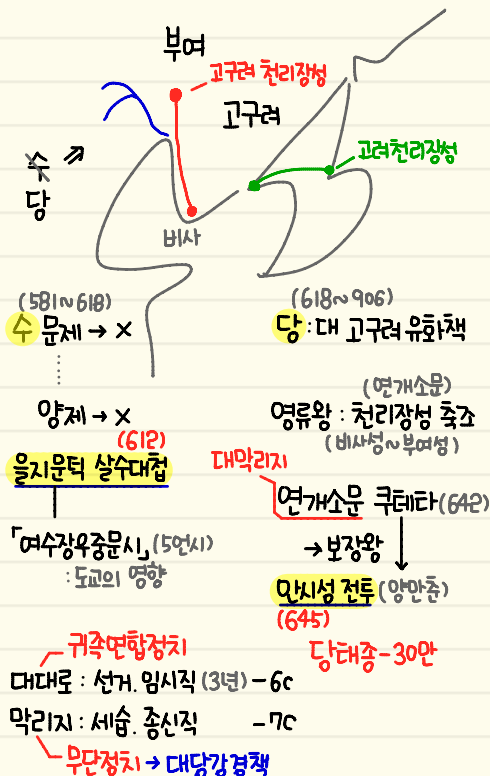 부여
고구려 천리장성
고구려
고려천리장성
수
당
비사
(581~618)
수 문제 → X
양제 → X
(612)
을지문덕 살수대첩
「여수장우중문시」(5언시)
: 도교의 영향
(618~906)
당 : 대 고구려 유화책
(연개소문)
영류왕 : 천리장성 축조
(비사성~부여성)
대막리지
연개소문 쿠테타 (642)
→ 보장왕
안시성 전투 (양만춘)
(645)
당태종-30만
귀족연합정치
대대로 : 선거. 임시직 (3년) - 6C
막리지 : 세습. 종신직 - 7C
무단정치 → 대당강경책